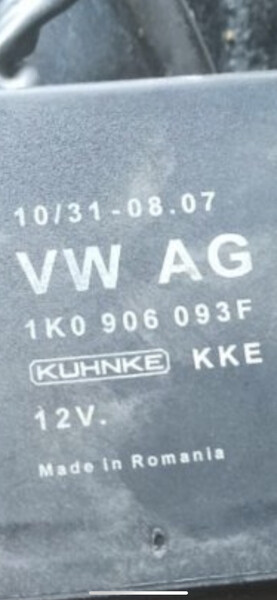 10/31-08.07
VW AG
1K0 906 093F
KUHNKE KKE
12V.
Made in Romania